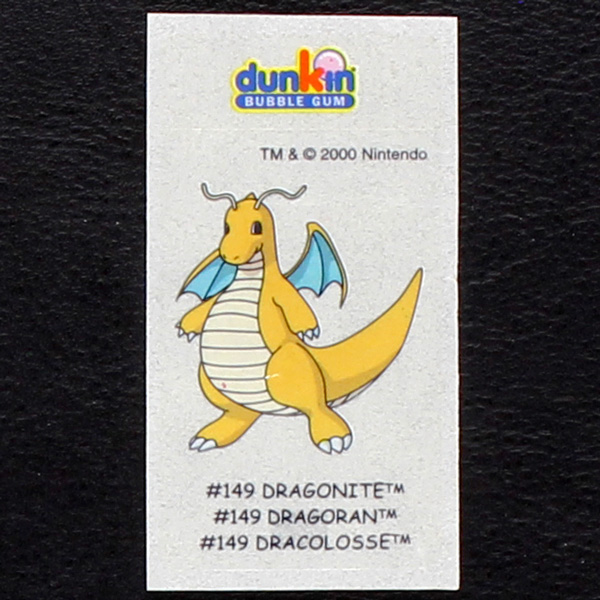 dunkin
BUBBLE GUM
TM & © 2000 Nintendo
#149 DRAGONITE™
#149 DRAGORAN™
#149 DRACOLOSSE™